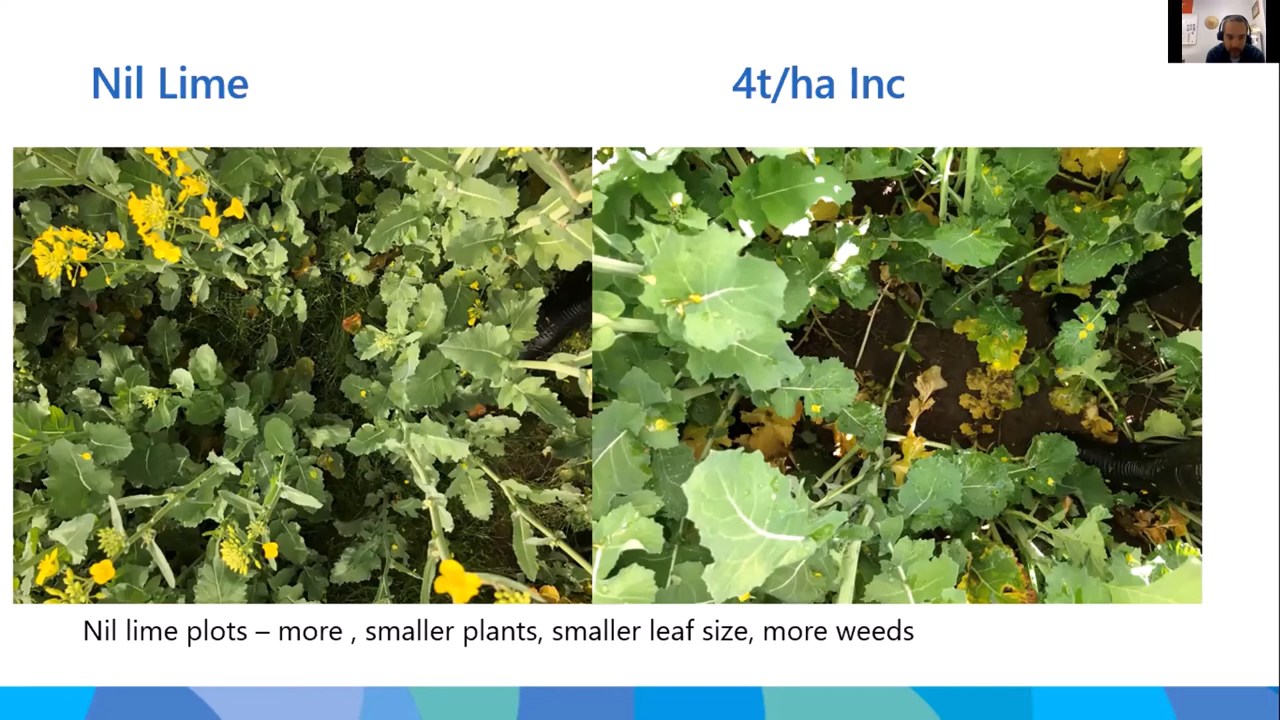 Nil Lime
4t/ha Inc
Nil lime plots – more , smaller plants, smaller leaf size, more weeds